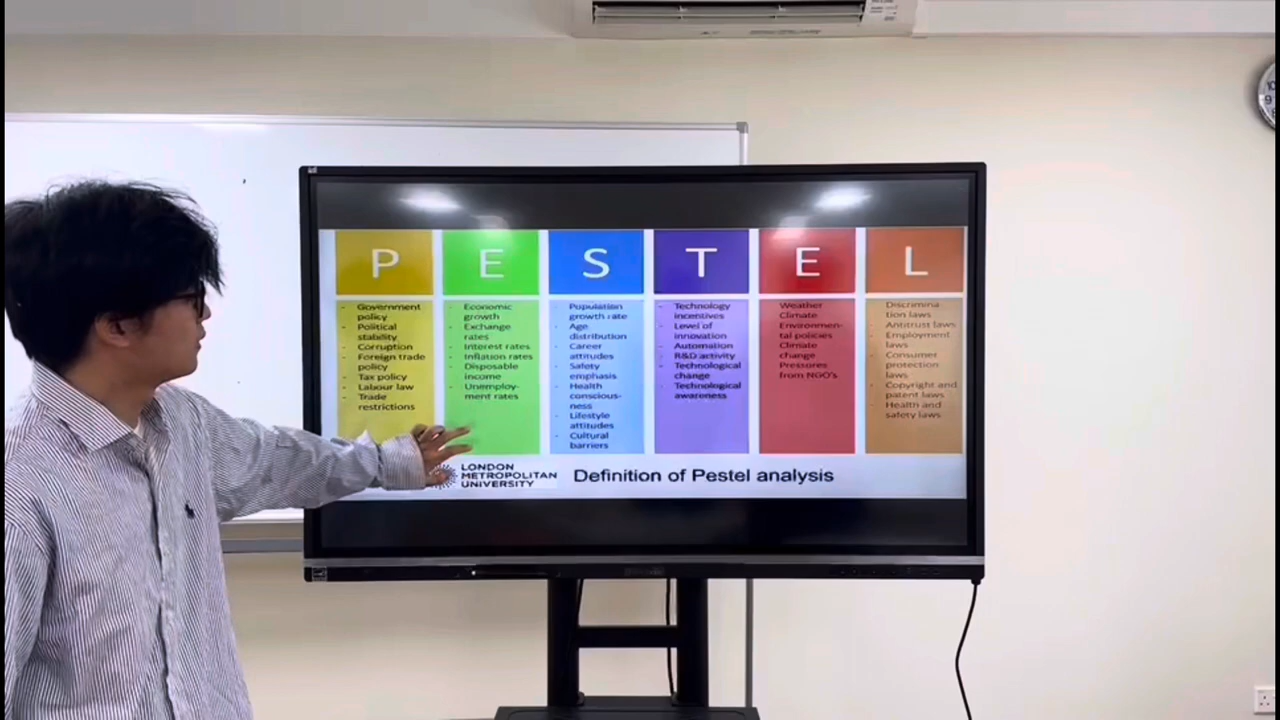 P E S T E L
- Government
policy
- Political
stability
- Corruption
- Foreign trade
policy
- Tax policy
- Labour law
- Trade
restrictions
- Economic
growth
- Exchange
rates
- Interest rates
- Inflation rates
- Disposable
income
- Unemploy-
ment rates
- Population
growth rate
- Age
distribution
- Career
attitudes
- Safety
emphasis
- Health
conscious-
ness
- Lifestyle
attitudes
- Cultural
barriers
- Technology
incentives
- Level of
innovation
- Automation
- R&D activity
- Technological
change
- Technological
awareness
- Weather
- Climate
- Environmen-
tal policies
- Climate
change
- Pressures
from NGO's
- Discrimina-
tion laws
- Antitrust laws
- Employment
laws
- Consumer
protection
laws
- Copyright and
patent laws
- Health and
safety laws
LONDON
METROPOLITAN
UNIVERSITY
Definition of Pestel analysis
10
9